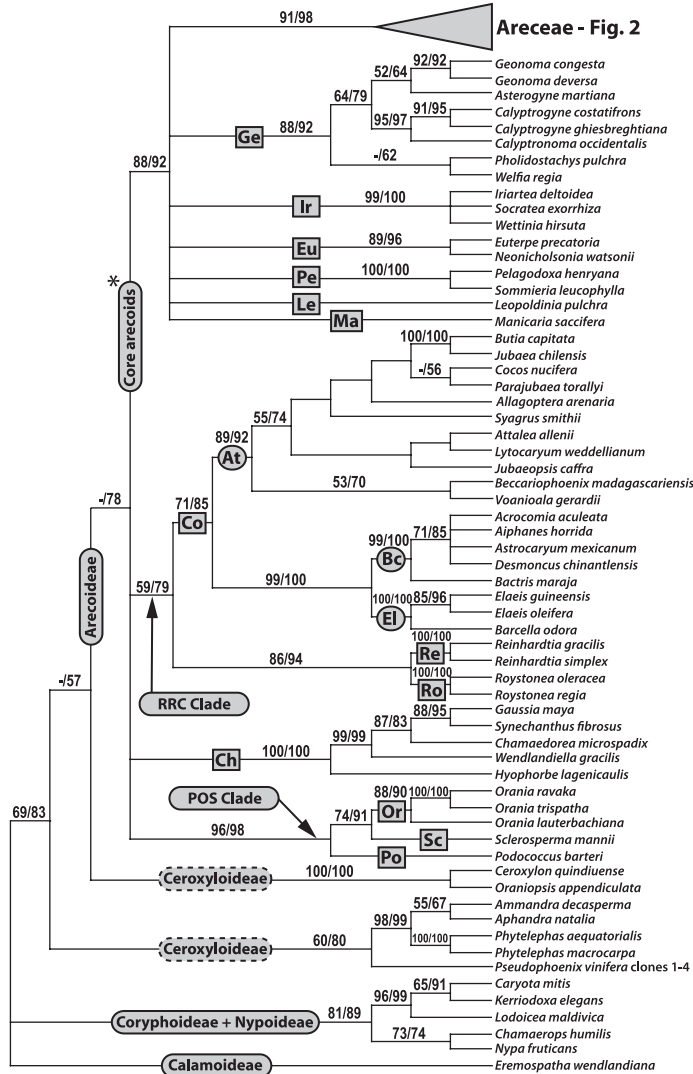 91/98
Areceae - Fig. 2
92/92
Geonoma congesta
52/64
Geonoma deversa
64/79
Asterogyne martiana
91/95
Calyptrogyne costatifrons
Ge
88/92
95/97
Calyptrogyne ghiesbreghtiana
Calyptronoma occidentalis
88/92
-/62
Pholidostachys pulchra
Welfia regia
Iriartea deltoidea
Ir
99/100
Socratea exorrhiza
Wettinia hirsuta
Eu
89/96
Euterpe precatoria
Neonicholsonia watsonii
*
Pe
100/100
Pelagodoxa henryana
Sommieria leucophylla
Le
Leopoldinia pulchra
Ma
Manicaria saccifera
Core arecoids
100/100
Butia capitata
Jubaea chilensis
-/56
Cocos nucifera
Parajubaea torallyi
Allagoptera arenaria
55/74
Syagrus smithii
89/92
Attalea allenii
At
Lytocaryum weddellianum
Jubaeopsis caffra
53/70
Beccariophoenix madagascariensis
-/78
71/85
Voanioala gerardii
Co
Acrocomia aculeata
99/100
71/85
Aiphanes horrida
Bc
Astrocaryum mexicanum
Desmoncus chinantlensis
99/100
Bactris maraja
59/79
100/100
85/96
Elaeis guineensis
El
Elaeis oleifera
Barcella odora
Arecoideae
100/100
Reinhardtia gracilis
86/94
Re
Reinhardtia simplex
100/100
Roystonea oleracea
Ro
Roystonea regia
-/57
RRC Clade
88/95
Gaussia maya
87/83
Synechanthus fibrosus
99/99
Chamaedorea microspadix
Ch
100/100
Wendlandiella gracilis
Hyophorbe lagenicaulis
POS Clade
88/90
100/100
Orania ravaka
74/91
Or
Orania trispatha
Orania lauterbachiana
69/83
96/98
Sc
Sclerosperma mannii
Po
Podococcus barteri
Ceroxyloideae
100/100
Ceroxylon quindiuense
Oraniopsis appendiculata
55/67
Ammandra decasperma
98/99
Aphandra natalia
Ceroxyloideae
60/80
100/100
Phytelephas aequatorialis
Phytelephas macrocarpa
Pseudophoenix vinifera clones 1-4
65/91
Caryota mitis
96/99
Kerriodoxa elegans
Coryphoideae + Nypoideae
81/89
Lodoicea maldivica
73/74
Chamaerops humilis
Nypa fruticans
Calamoideae
Eremospatha wendlandiana